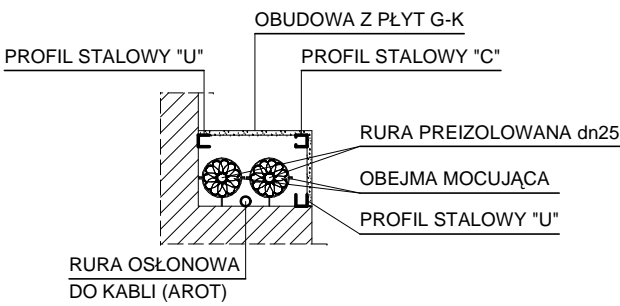 OBUDOWA Z PŁYT G-K
PROFIL STALOWY "U"
PROFIL STALOWY "C"
RURA PREIZOLOWANA dn25
OBEJMA MOCUJĄCA
PROFIL STALOWY "U"
RURA OSŁONOWA
DO KABLI (AROT)